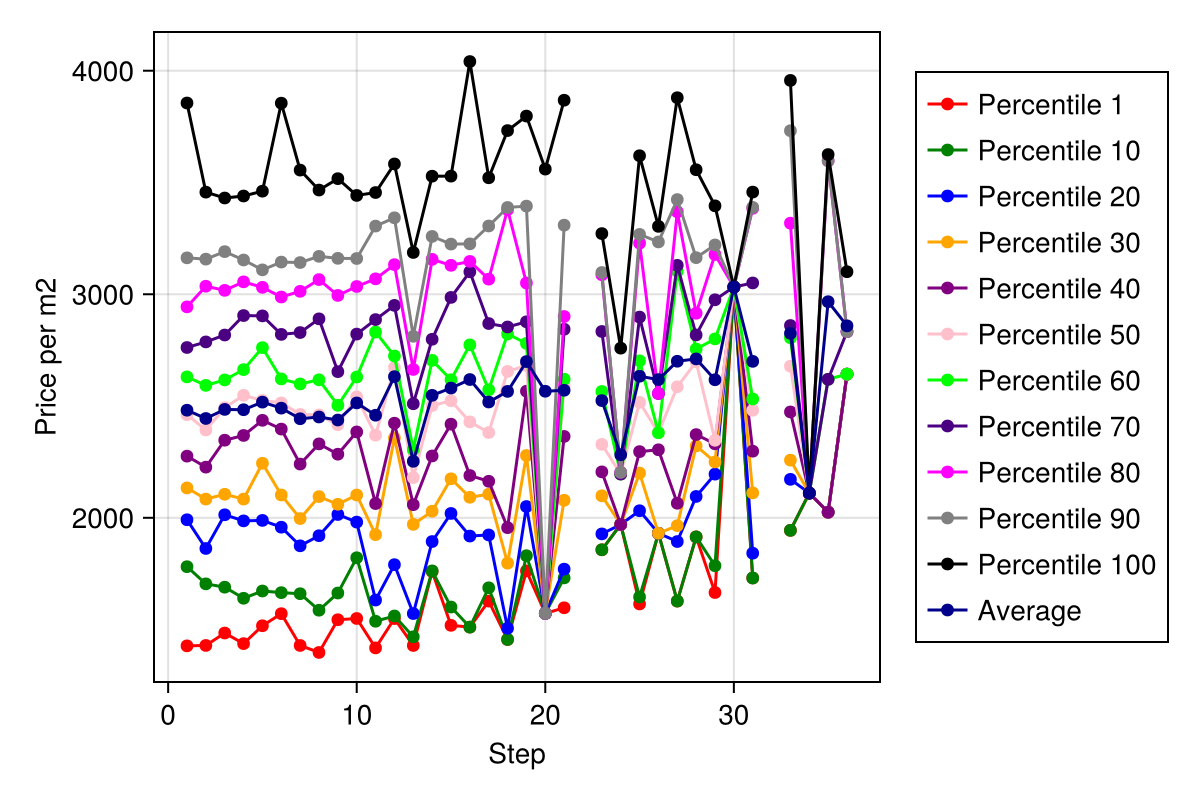 4000
3000
2000
Price per m2
0 10 20 30
Step
Percentile 1
Percentile 10
Percentile 20
Percentile 30
Percentile 40
Percentile 50
Percentile 60
Percentile 70
Percentile 80
Percentile 90
Percentile 100
Average